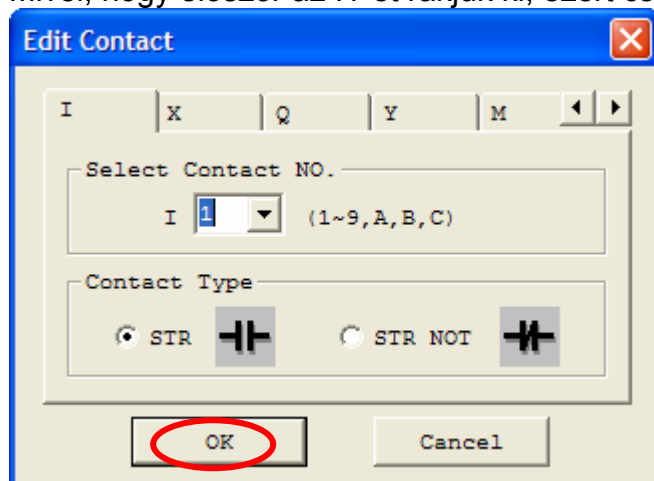 Edit Contact
I X Q Y M
Select Contact NO.
I 1 (1~9,A,B,C)
Contact Type
STR STR NOT
OK Cancel